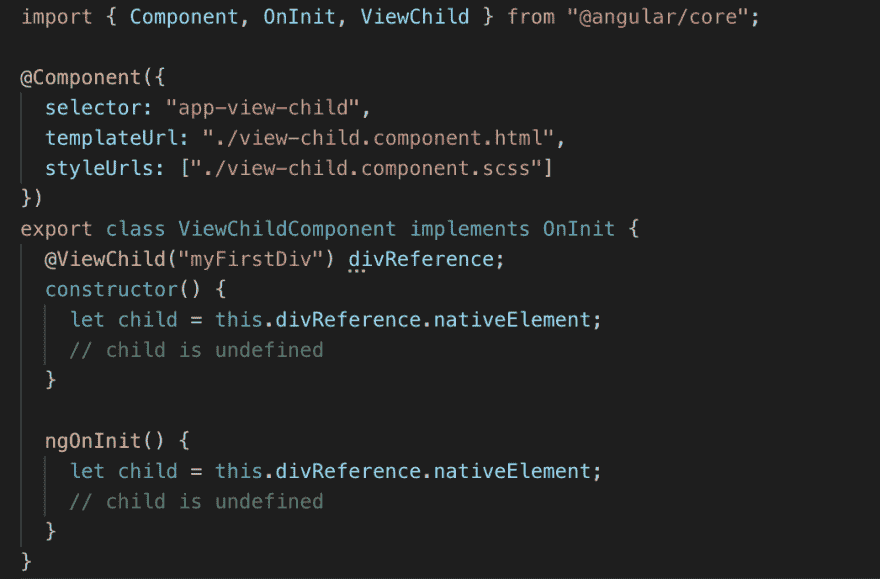 import { Component, OnInit, ViewChild } from "@angular/core";
@Component({
selector: "app-view-child",
templateUrl: "./view-child.component.html",
styleUrls: ["./view-child.component.scss"]
})
export class ViewChildComponent implements OnInit {
@ViewChild("myFirstDiv") divReference;
constructor() {
let child = this.divReference.nativeElement;
// child is undefined
}
ngOnInit() {
let child = this.divReference.nativeElement;
// child is undefined
}
}